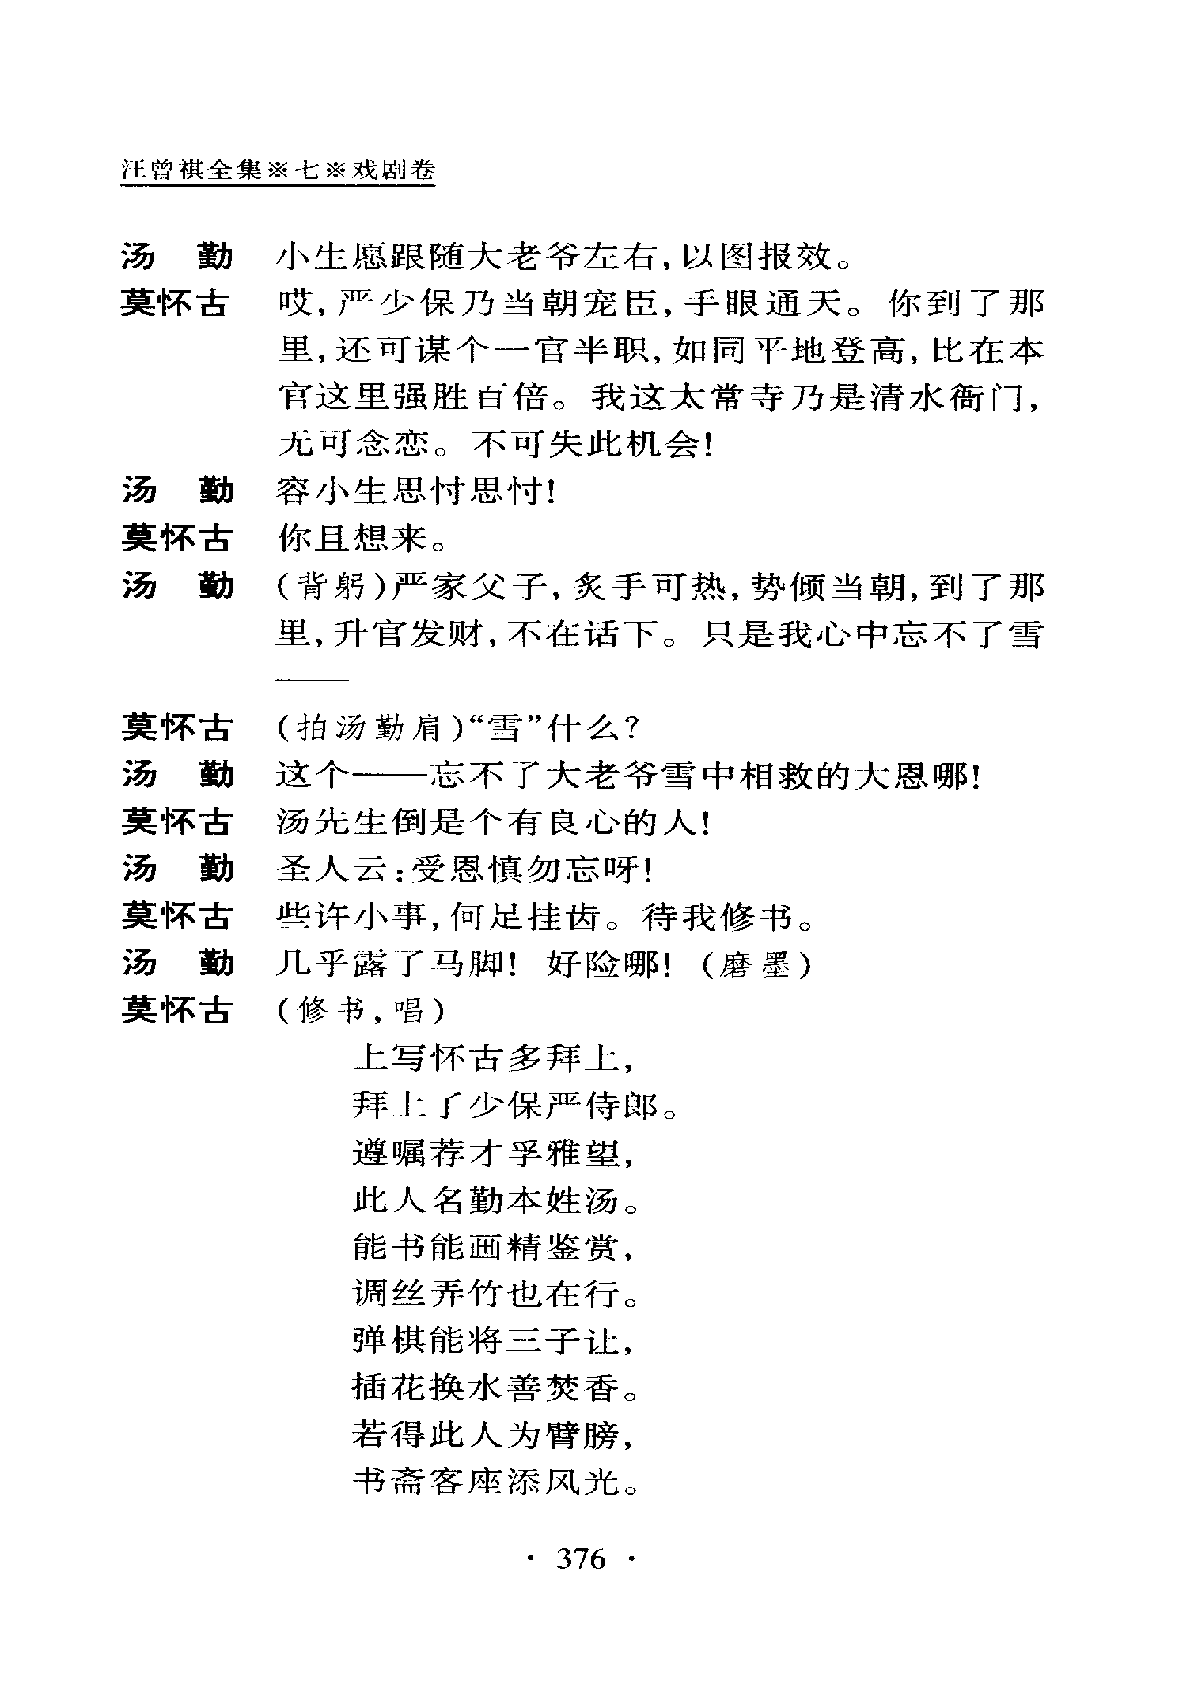 汪曾祺全集※七※戏剧卷
汤　勤　小生愿跟随大老爷左右,以图报效。
莫怀古　哎,严少保乃当朝宠臣,手眼通天。你到了那
里,还可谋个一官半职,如同平地登高,比在本
官这里强胜百倍。我这太常寺乃是清水衙门,
无可念恋。不可失此机会!
汤　勤　容小生思忖思忖!
莫怀古　你且想来。
汤　勤　(背躬)严家父子,炙手可热,势倾当朝,到了那
里,升官发财,不在话下。只是我心中忘不了雪
——
莫怀古　(拍汤勤肩)“雪”什么?
汤　勤　这个——忘不了大老爷雪中相救的大恩哪!
莫怀古　汤先生倒是个有良心的人!
汤　勤　圣人云:受恩慎勿忘呀!
莫怀古　些许小事,何足挂齿。待我修书。
汤　勤　几乎露了马脚!好险哪!(磨墨)
莫怀古　(修书,唱)
上写怀古多拜上,
拜上了少保严侍郎。
遵嘱荐才孚雅望,
此人名勤本姓汤。
能书能画精鉴赏,
调丝弄竹也在行。
弹棋能将三子让,
插花换水善焚香。
若得此人为臂膀,
书斋客座添风光。
· 376 ·